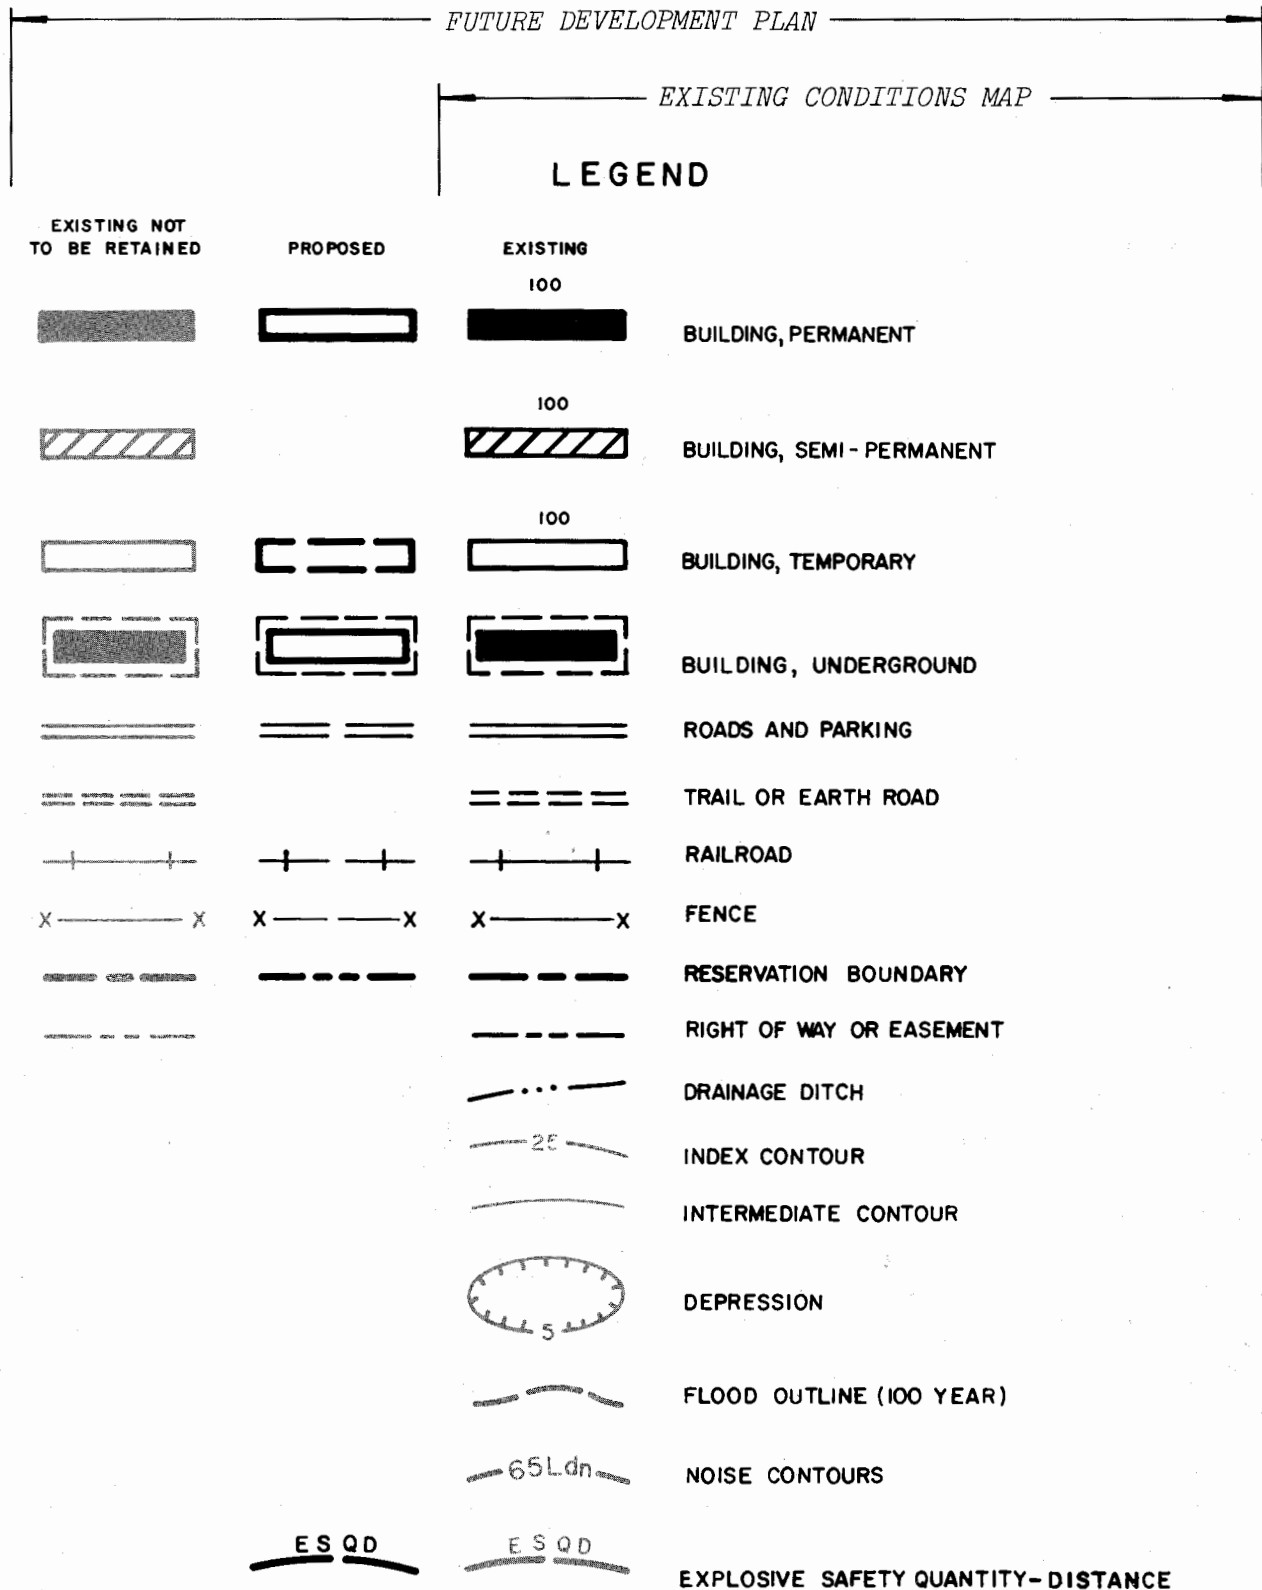 FUTURE DEVELOPMENT PLAN
EXISTING CONDITIONS MAP
LEGEND
EXISTING NOT
TO BE RETAINED
PROPOSED
EXISTING
100
BUILDING, PERMANENT
100
BUILDING, SEMI-PERMANENT
100
BUILDING, TEMPORARY
BUILDING, UNDERGROUND
ROADS AND PARKING
TRAIL OR EARTH ROAD
RAILROAD
X X X X X X FENCE
RESERVATION BOUNDARY
RIGHT OF WAY OR EASEMENT
DRAINAGE DITCH
25 INDEX CONTOUR
INTERMEDIATE CONTOUR
DEPRESSION
5
FLOOD OUTLINE (100 YEAR)
65Ldn NOISE CONTOURS
ESQD ESQD
EXPLOSIVE SAFETY QUANTITY-DISTANCE